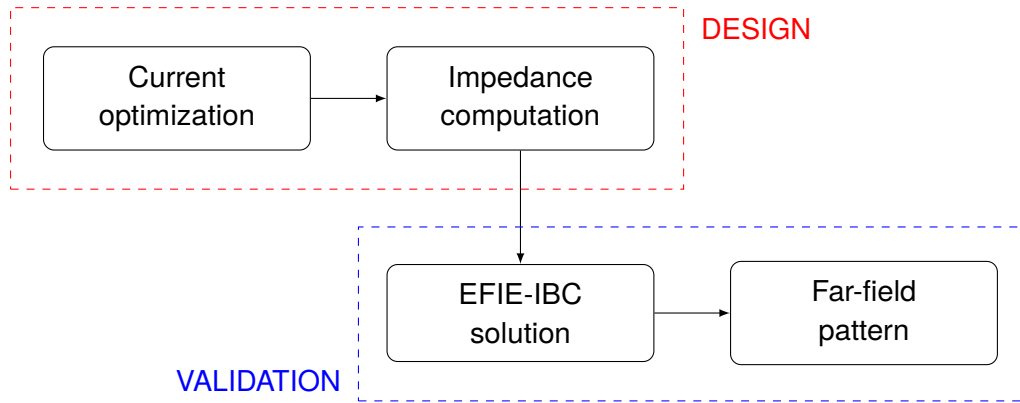 DESIGN
Current
optimization
Impedance
computation
EFIE-IBC
solution
Far-field
pattern
VALIDATION